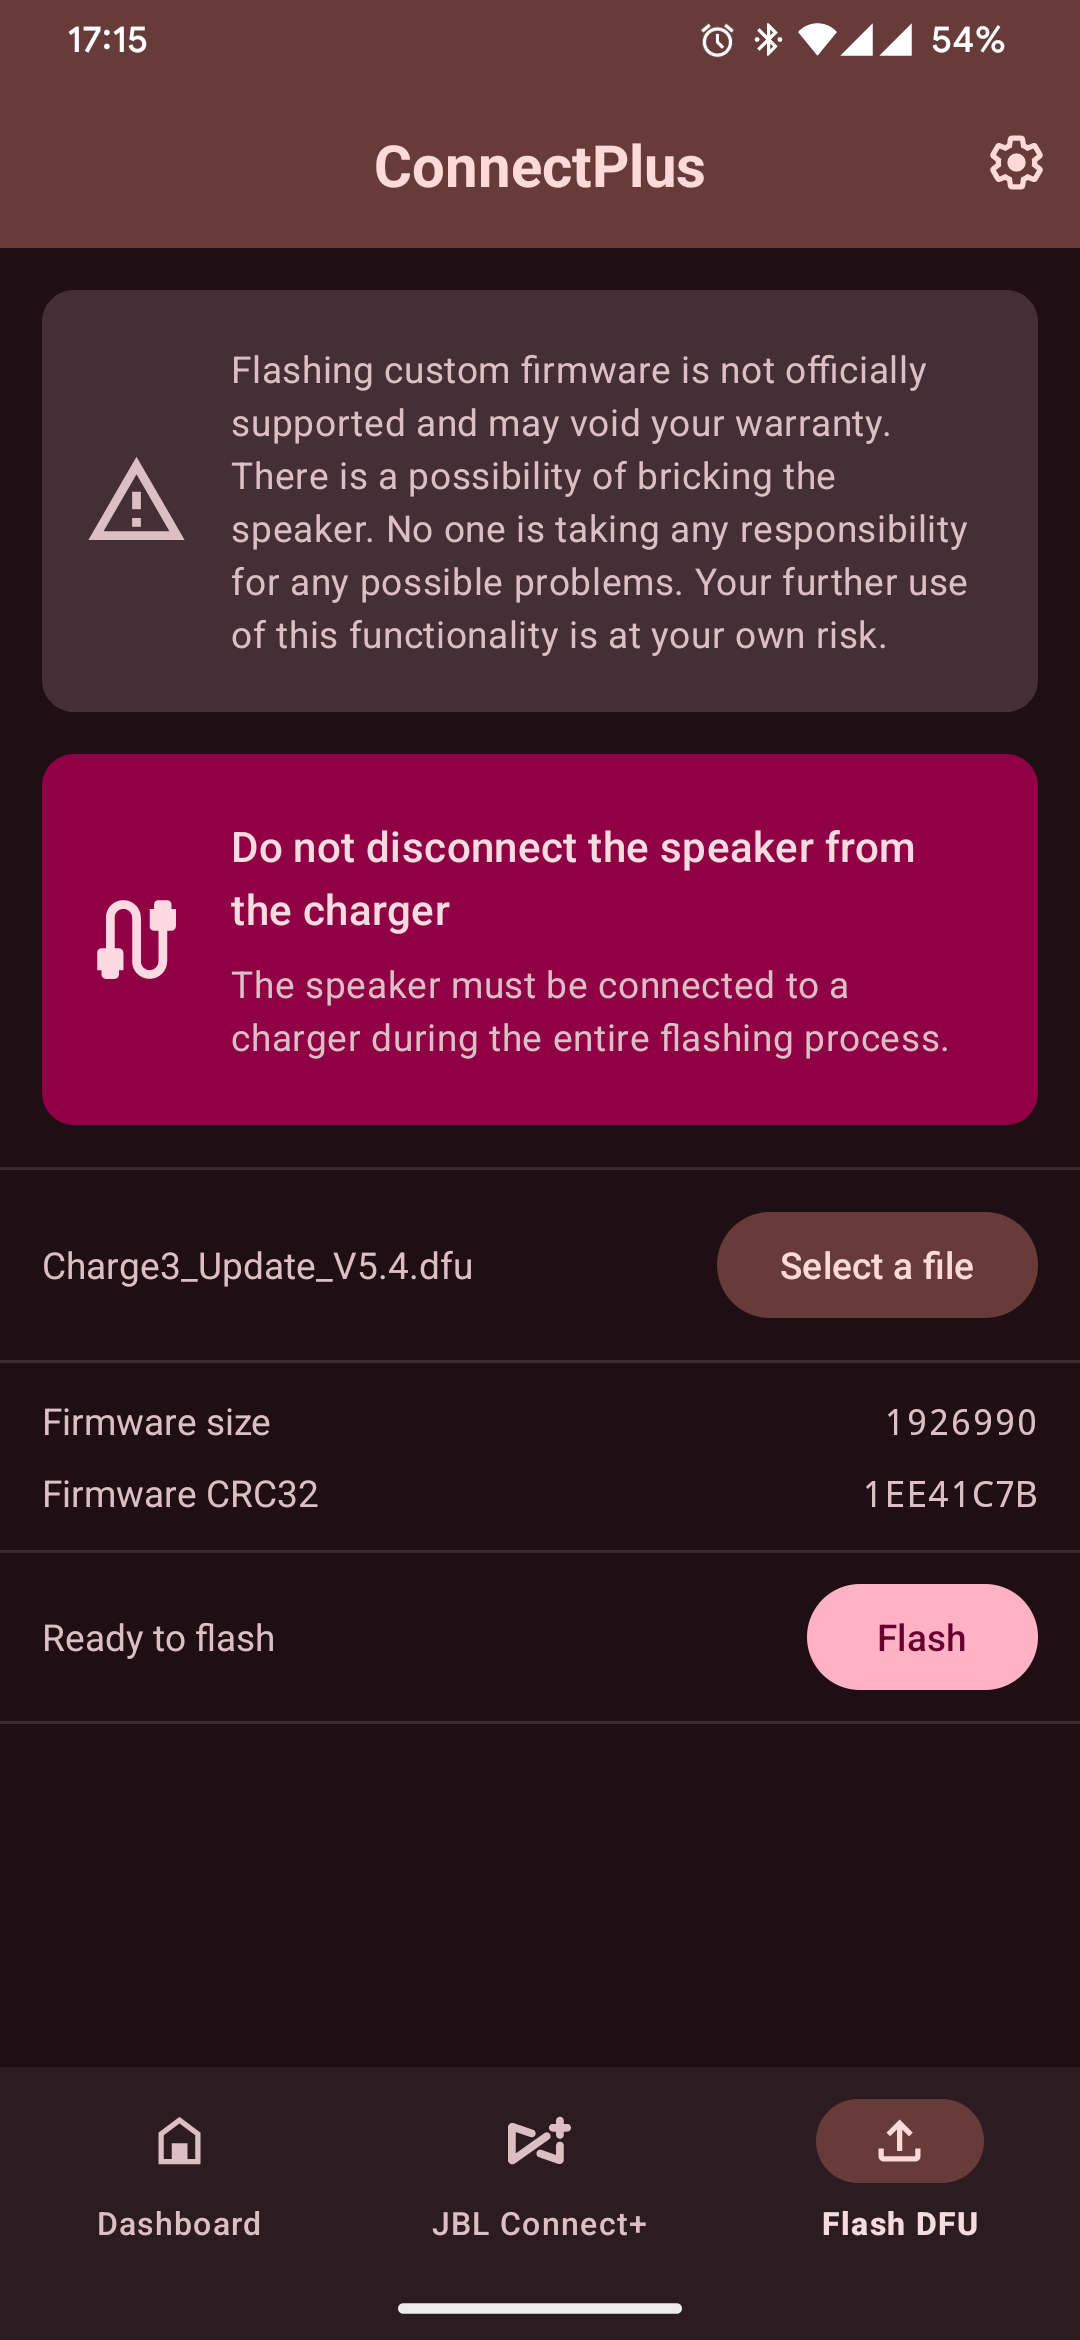 17:15
54%
ConnectPlus
Flashing custom firmware is not officially
supported and may void your warranty.
There is a possibility of bricking the
speaker. No one is taking any responsibility
for any possible problems. Your further use
of this functionality is at your own risk.
Do not disconnect the speaker from
the charger
The speaker must be connected to a
charger during the entire flashing process.
Charge3_Update_V5.4.dfu
Select a file
Firmware size
1926990
Firmware CRC32
1EE41C7B
Ready to flash
Flash
Dashboard
JBL Connect+
Flash DFU